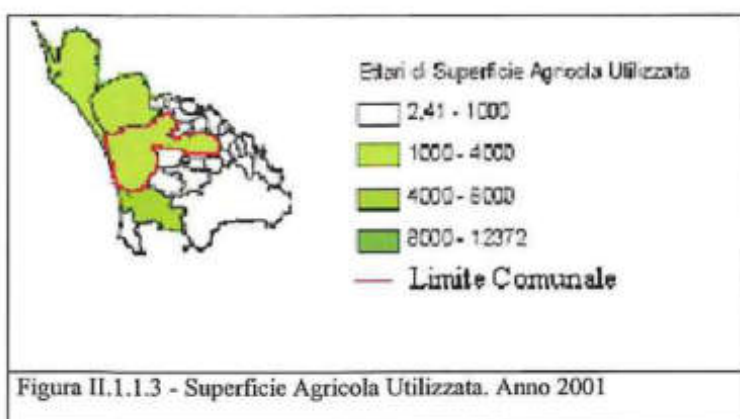 Ettari di Superficie Agricola Utilizzata
2,41 - 1000
1000 - 4000
4000 - 8000
8000 - 12372
Limite Comunale
Figura II.1.1.3 - Superficie Agricola Utilizzata. Anno 2001